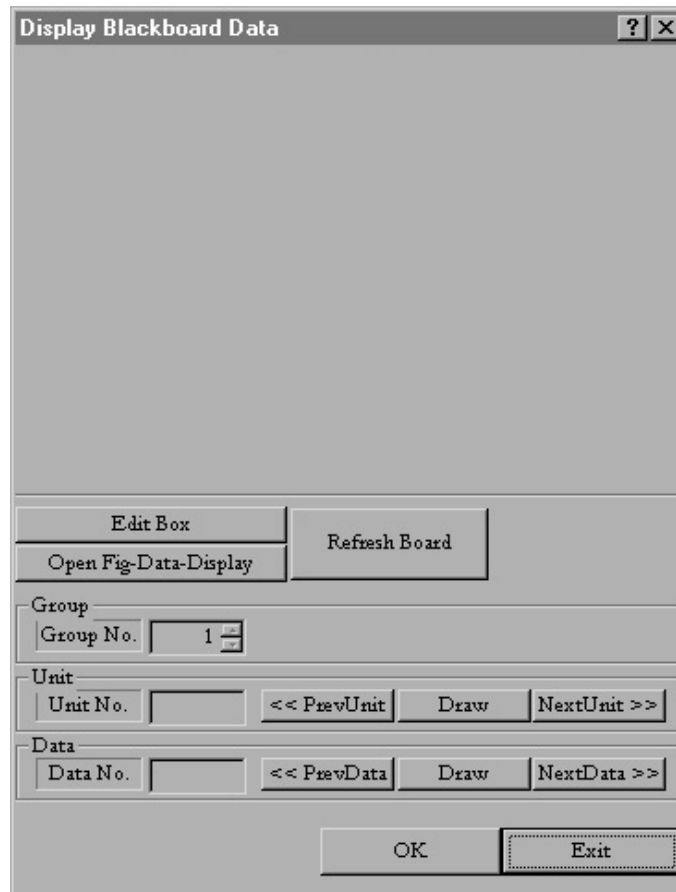 Display Blackboard Data ? ×
Edit Box
Refresh Board
Open Fig-Data-Display
Group
Group No. 1
Unit
Unit No. << PrevUnit Draw NextUnit >>
Data
Data No. << PrevData Draw NextData >>
OK Exit